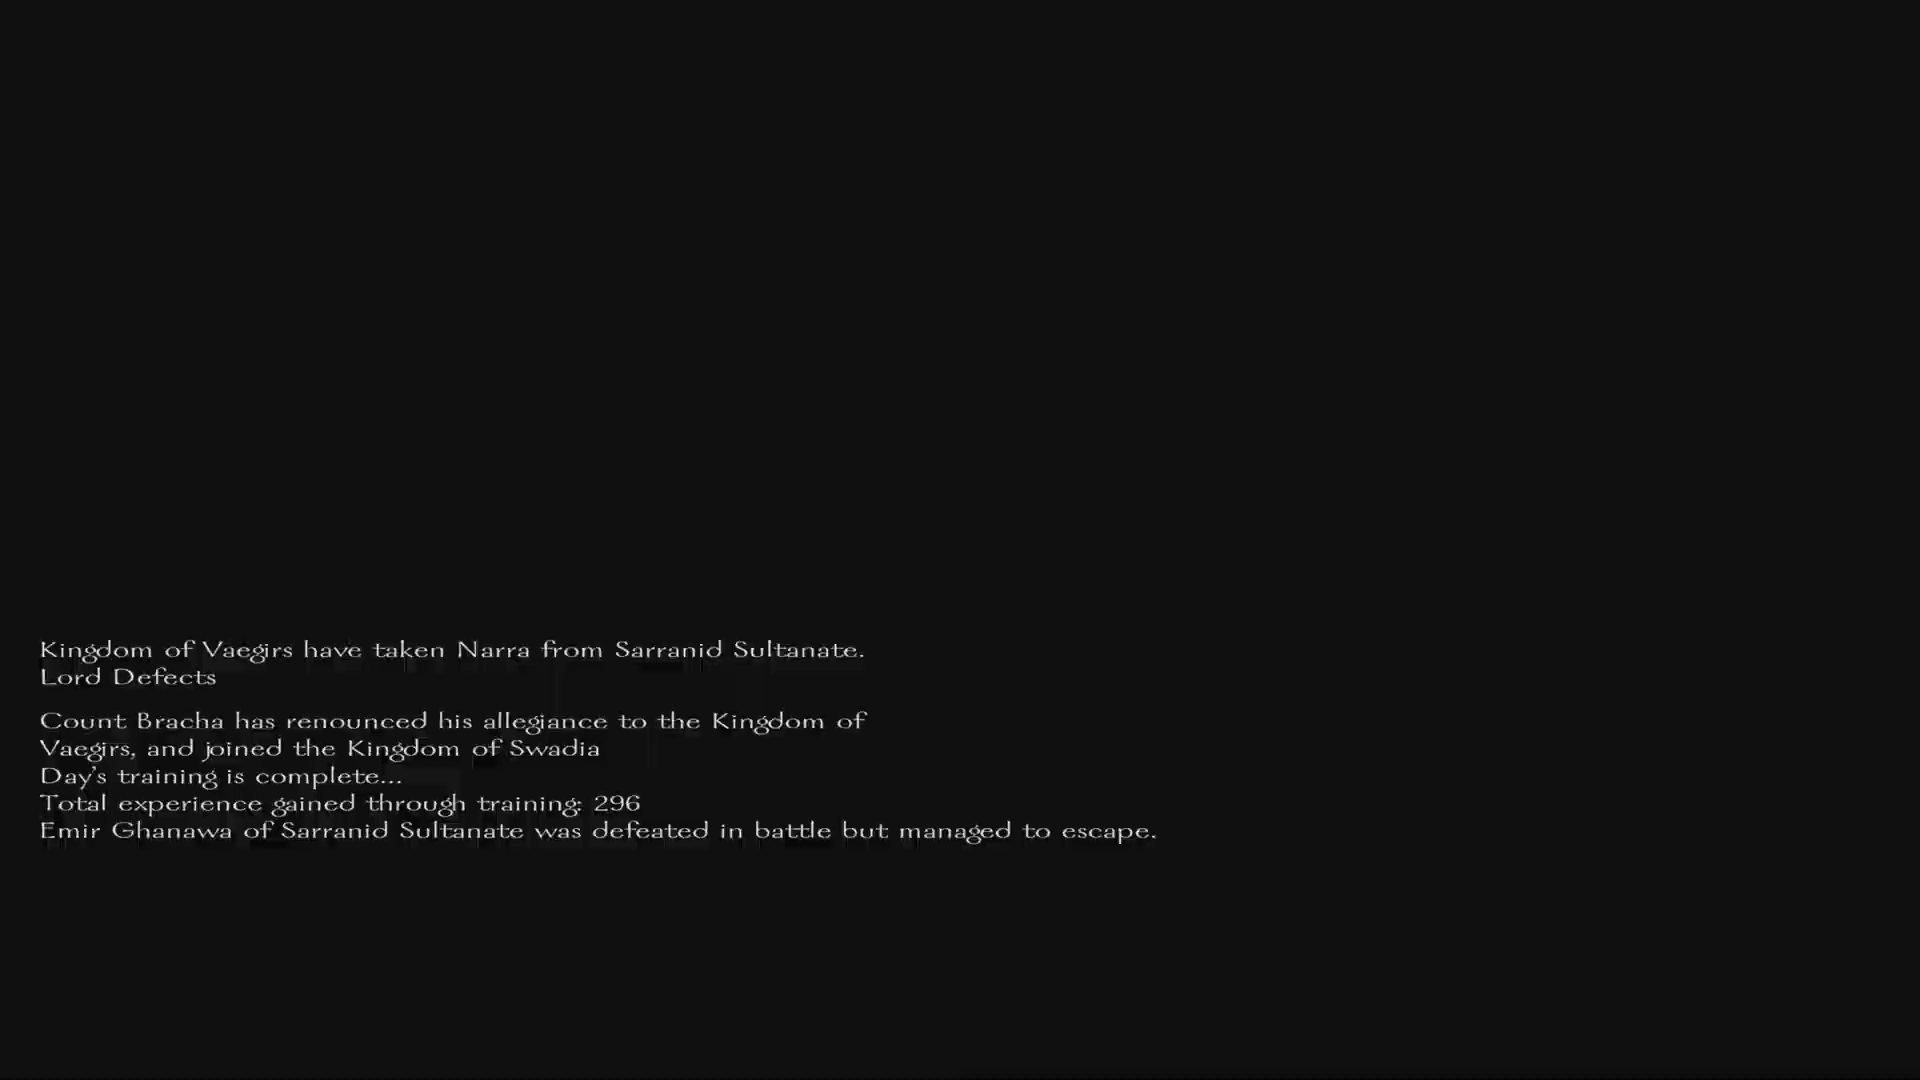 Kingdom of Vaegirs have taken Narra from Sarranid Sultanate.
Lord Defects
Count Bracha has renounced his allegiance to the Kingdom of
Vaegirs, and joined the Kingdom of Swadia
Day's training is complete...
Total experience gained through training: 296
Emir Ghanawa of Sarranid Sultanate was defeated in battle but managed to escape.